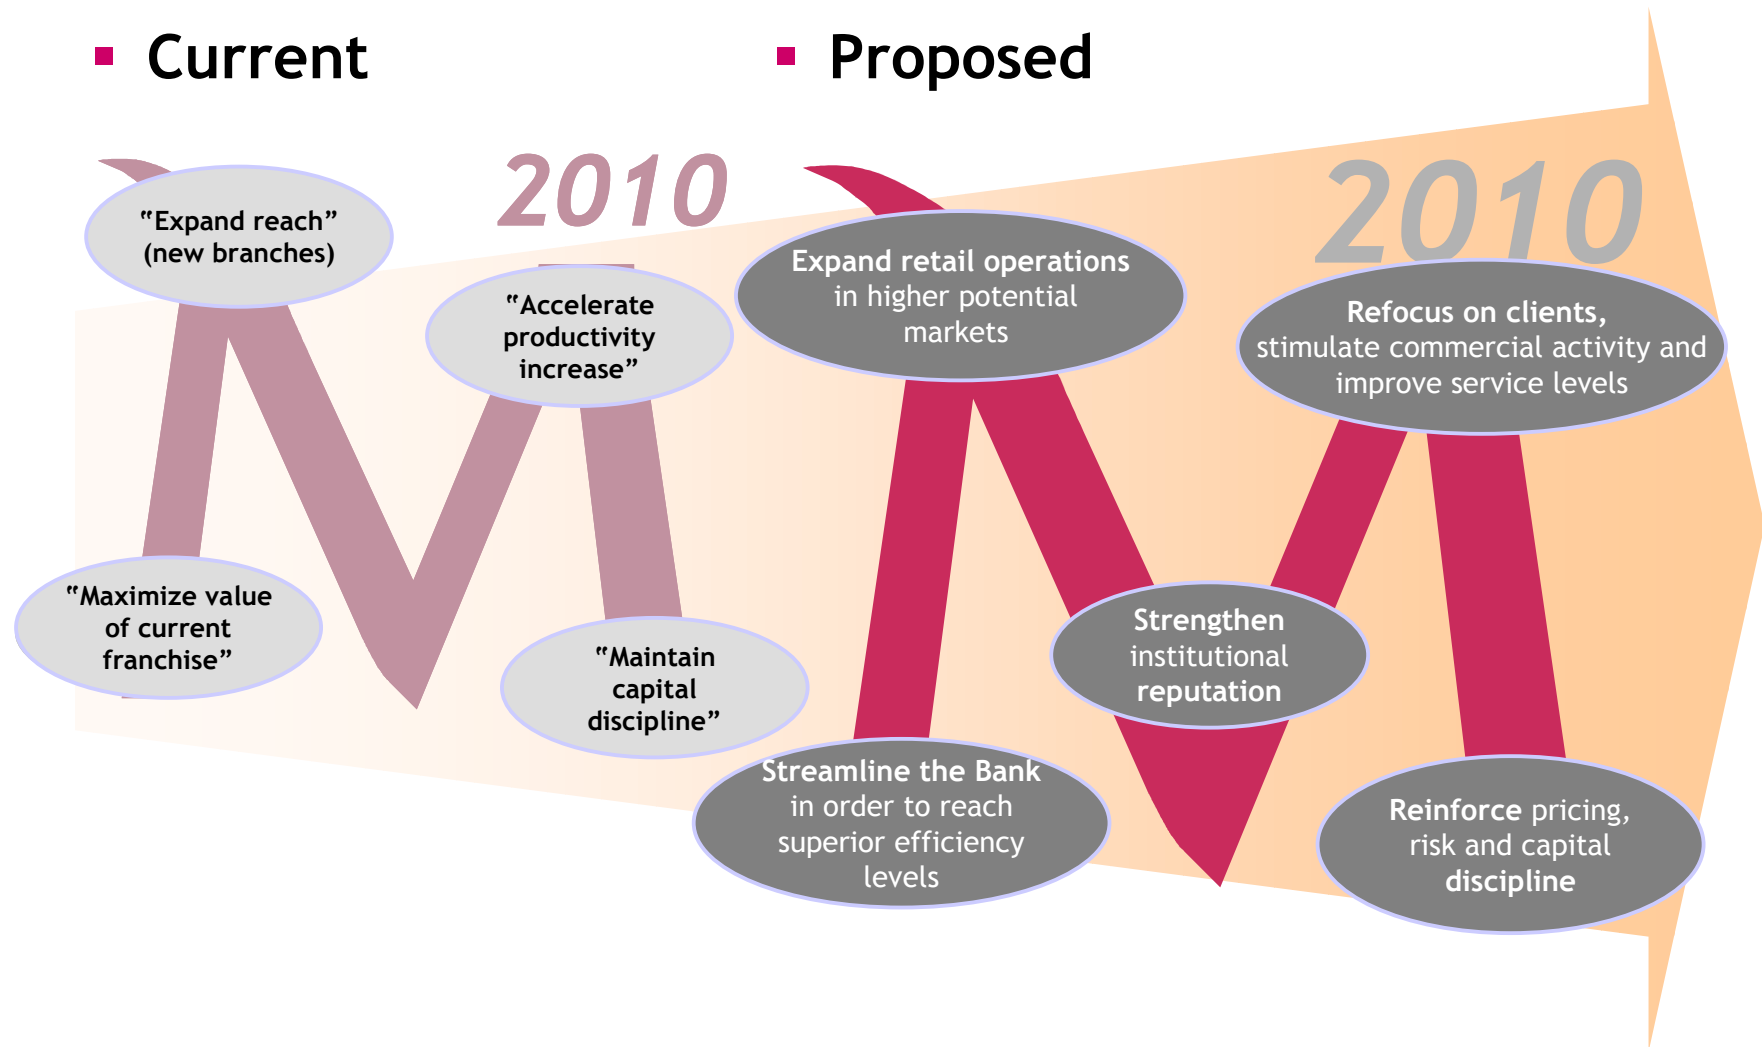 Current
2010
“Expand reach”
(new branches)
“Accelerate
productivity
increase”
“Maximize value
of current
franchise”
“Maintain
capital
discipline”
Proposed
2010
Expand retail operations
in higher potential
markets
Refocus on clients,
stimulate commercial activity and
improve service levels
Strengthen
institutional
reputation
Streamline the Bank
in order to reach
superior efficiency
levels
Reinforce pricing,
risk and capital
discipline